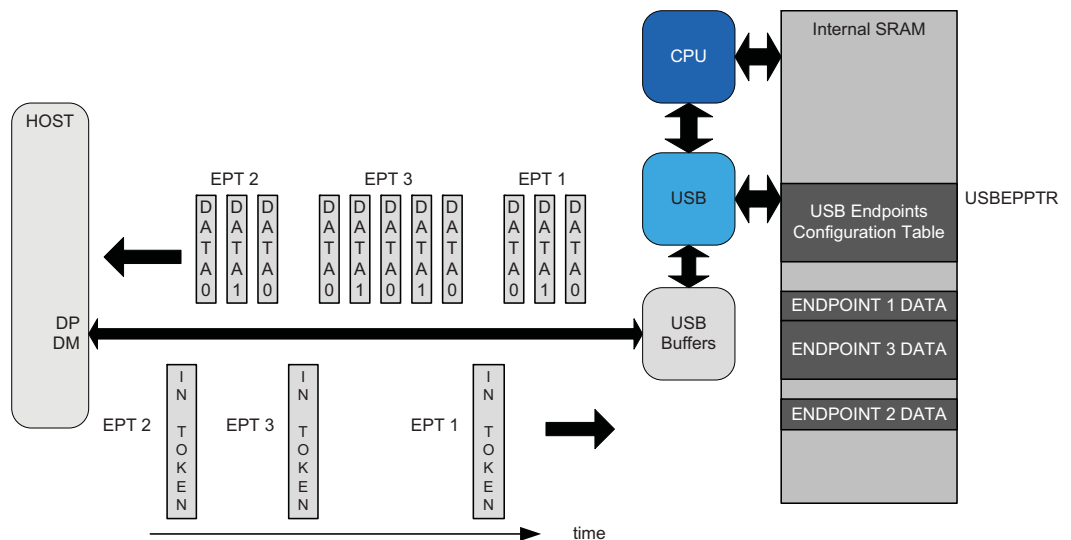 Internal SRAM
CPU
HOST
EPT 2
EPT 3
EPT 1
USB
USBEPPTR
USB Endpoints
Configuration Table
DATA0
DATA1
DATA0
DATA0
DATA1
DATA0
DATA1
DATA0
DATA0
DATA1
DATA0
ENDPOINT 1 DATA
DP
DM
USB
Buffers
ENDPOINT 3 DATA
ENDPOINT 2 DATA
EPT 2
IN TOKEN
EPT 3
IN TOKEN
EPT 1
IN TOKEN
time